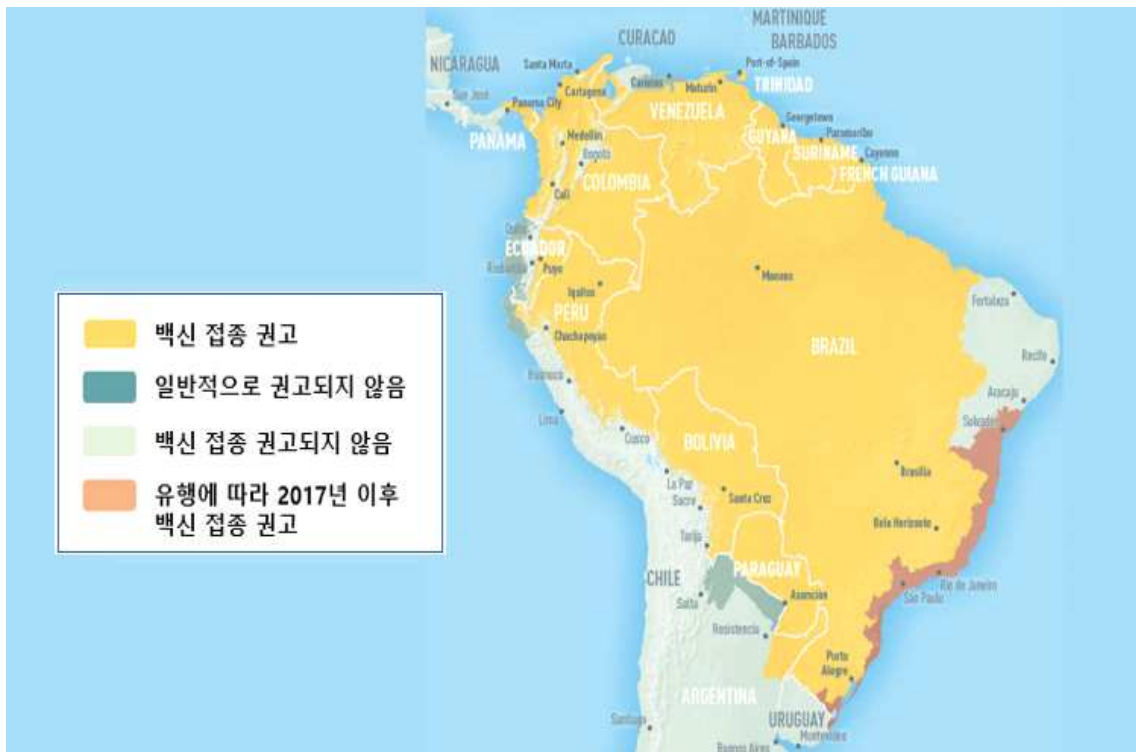 MARTINIQUE
BARBADOS
CURACAO
NICARAGUA
Santa Marta
Port-of-Spain
TRINIDAD
San José
Panama City
Cartagena
Caracas
Maturín
PANAMA
VENEZUELA
Georgetown
GUYANA
Paramaribo
SURINAME
Cayenne
FRENCH GUIANA
Medellín
Bogotá
COLOMBIA
Cali
Quito
ECUADOR
Puyo
Iquitos
Manaus
PERU
Chachapoyas
BRAZIL
Fortaleza
Recife
Huanuco
Aracaju
Lima
Salvador
Cusco
BOLIVIA
La Paz
Brasilia
Sucre
Santa Cruz
Belo Horizonte
Tarija
PARAGUAY
CHILE
Rio de Janeiro
São Paulo
Salta
Asunción
Resistencia
Porto
Alegre
ARGENTINA
URUGUAY
Santiago
Montevideo
Buenos Aires
백신 접종 권고
일반적으로 권고되지 않음
백신 접종 권고되지 않음
유행에 따라 2017년 이후
백신 접종 권고